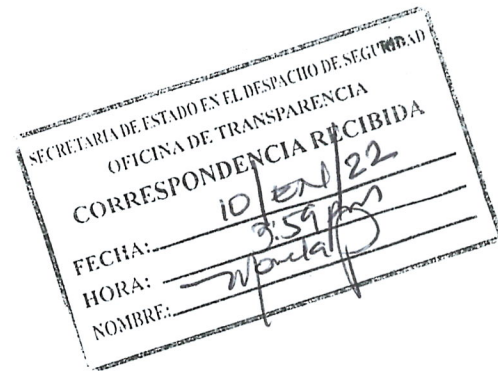 SECRETARIA DE ESTADO EN EL DESPACHO DE SEGURIDAD
OFICINA DE TRANSPARENCIA
CORRESPONDENCIA RECIBIDA
FECHA: 10/EN/22
HORA: 3:59 pm
NOMBRE: